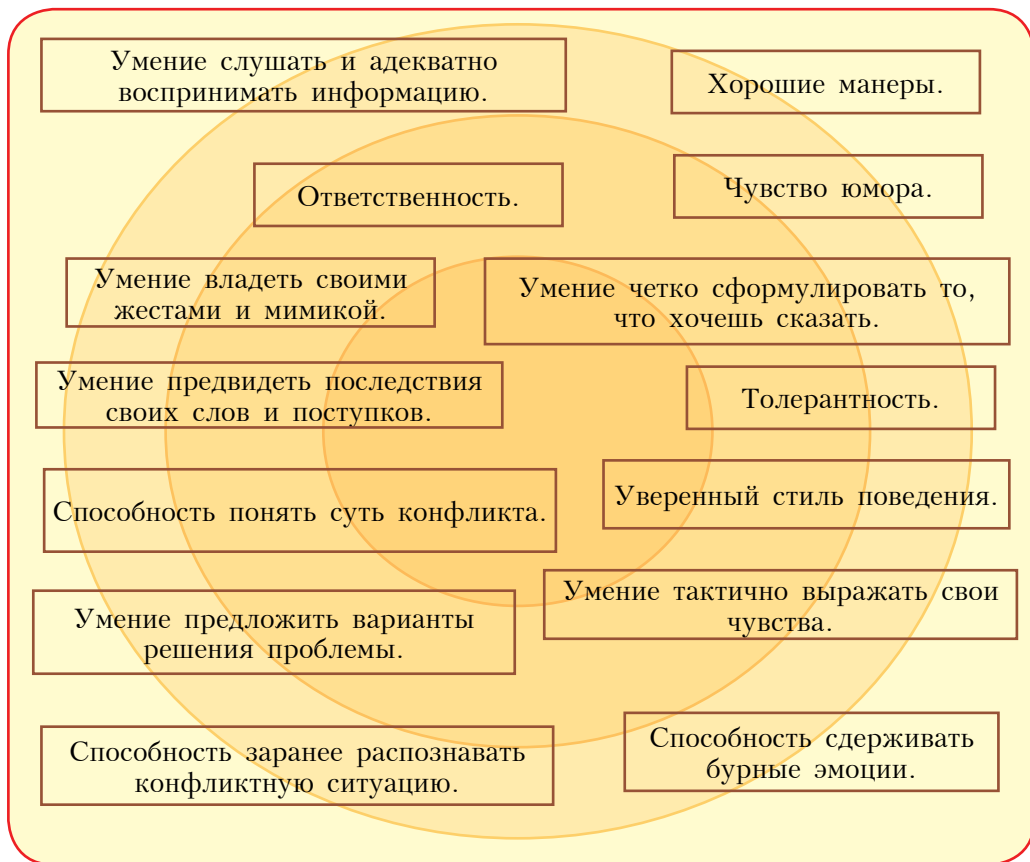 Умение слушать и адекватно
воспринимать информацию.
Хорошие манеры.
Ответственность.
Чувство юмора.
Умение владеть своими
жестами и мимикой.
Умение четко сформулировать то,
что хочешь сказать.
Умение предвидеть последствия
своих слов и поступков.
Толерантность.
Способность понять суть конфликта.
Уверенный стиль поведения.
Умение предложить варианты
решения проблемы.
Умение тактично выражать свои
чувства.
Способность заранее распознавать
конфликтную ситуацию.
Способность сдерживать
бурные эмоции.